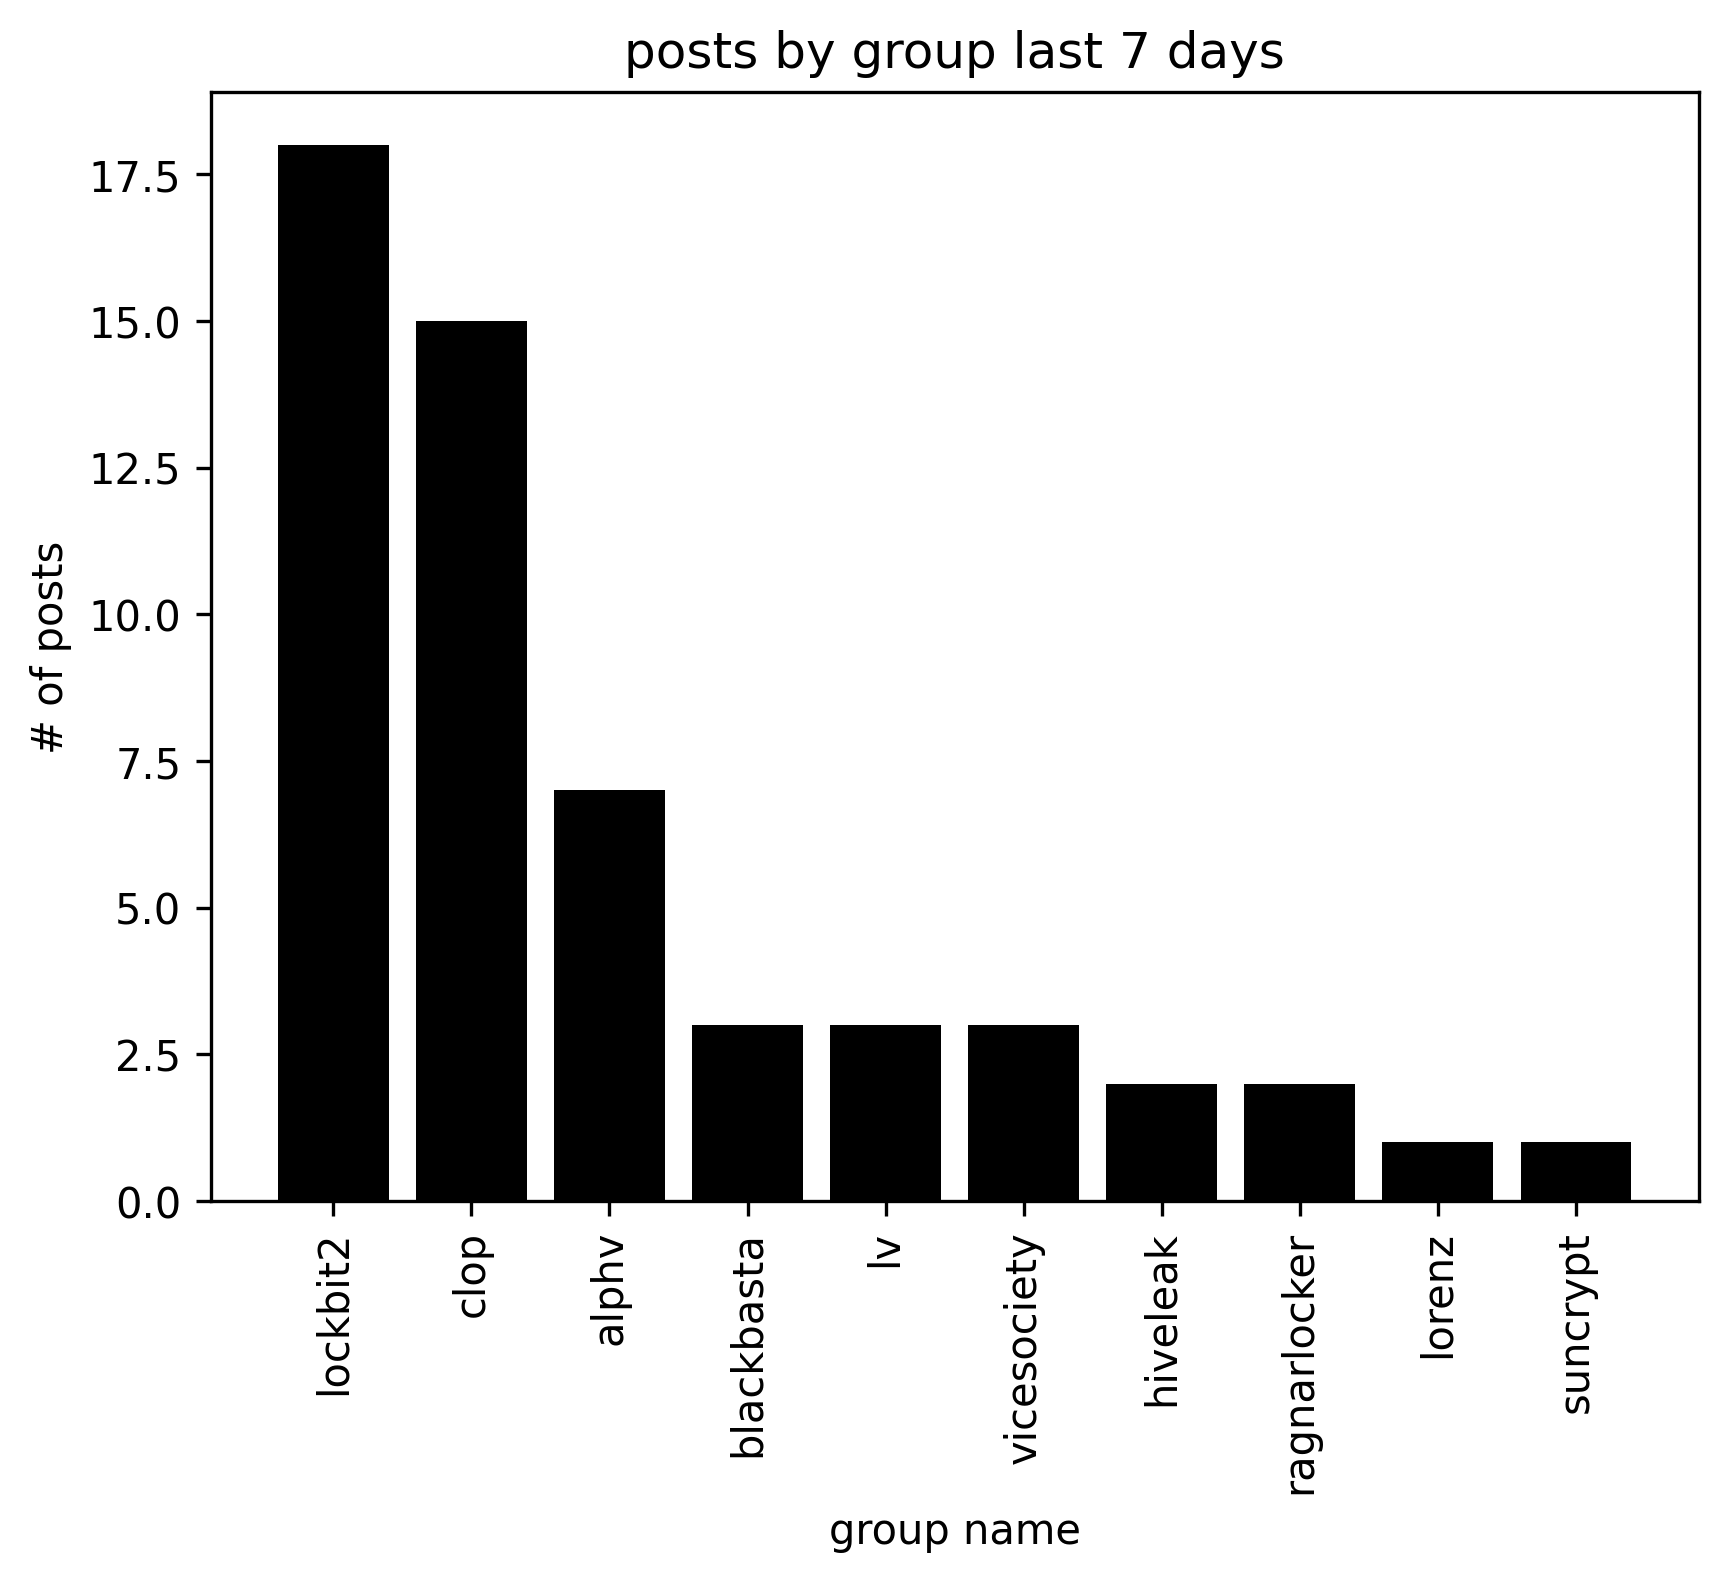 posts by group last 7 days
# of posts
17.5
15.0
12.5
10.0
7.5
5.0
2.5
0.0
lockbit2
clop
alphv
blackbasta
lv
vicesociety
hiveleak
ragnarlocker
lorenz
suncrypt
group name